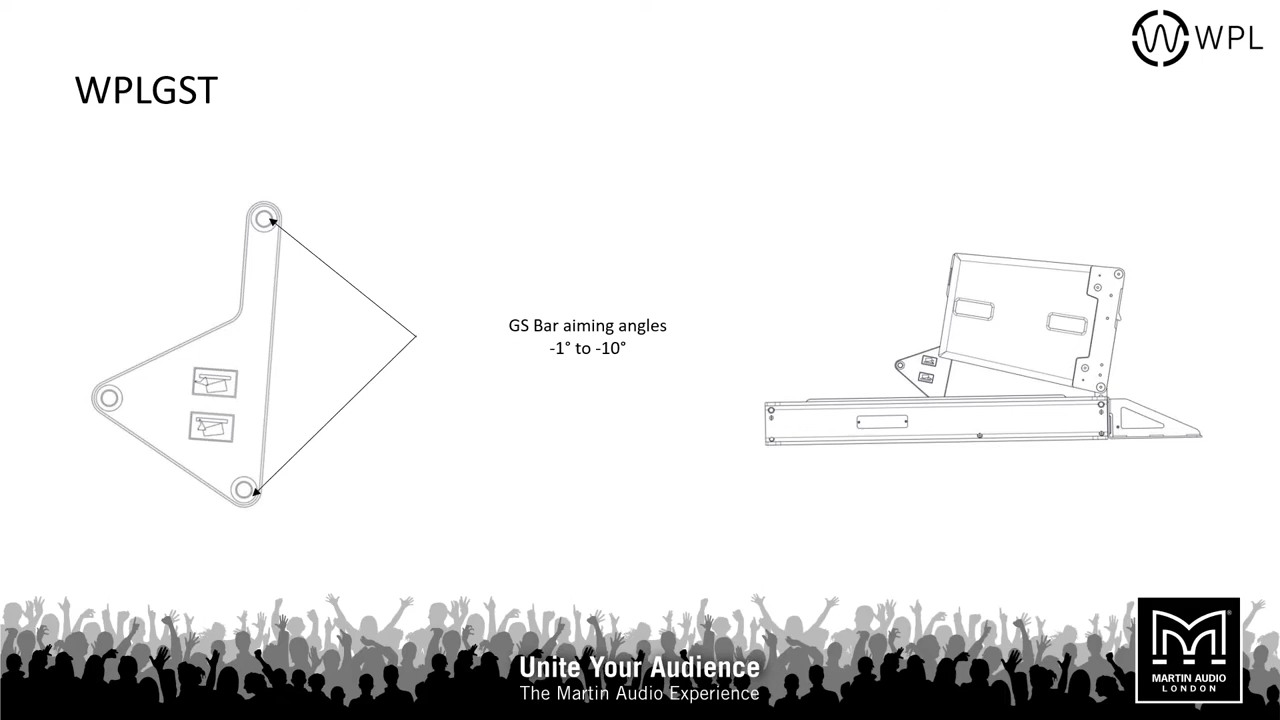 WPL
WPLGST
GS Bar aiming angles
-1° to -10°
Unite Your Audience
The Martin Audio Experience
MARTIN AUDIO
LONDON